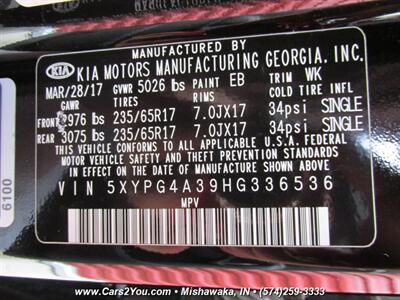 MANUFACTURED BY
KIA KIA MOTORS MANUFACTURING GEORGIA. INC.
MAR/28/17 GVWR 5026 lbs PAINT EB TRIM WK
GAWR TIRES RIMS COLD TIRE INFL
FRONT 2976 lbs 235/65R17 7.0JX17 34psi SINGLE
REAR 3075 lbs 235/65R17 7.0JX17 34psi SINGLE
THIS VEHICLE CONFORMS TO ALL APPLICABLE U.S.A. FEDERAL
MOTOR VEHICLE SAFETY AND THEFT PREVENTION STANDARDS IN
EFFECT ON THE DATE OF MANUFACTURE SHOWN ABOVE.
VIN 5XYPG4A39HG336536
MPV
6100
www.Cars2You.com - Mishawaka, IN - (574)259-3333